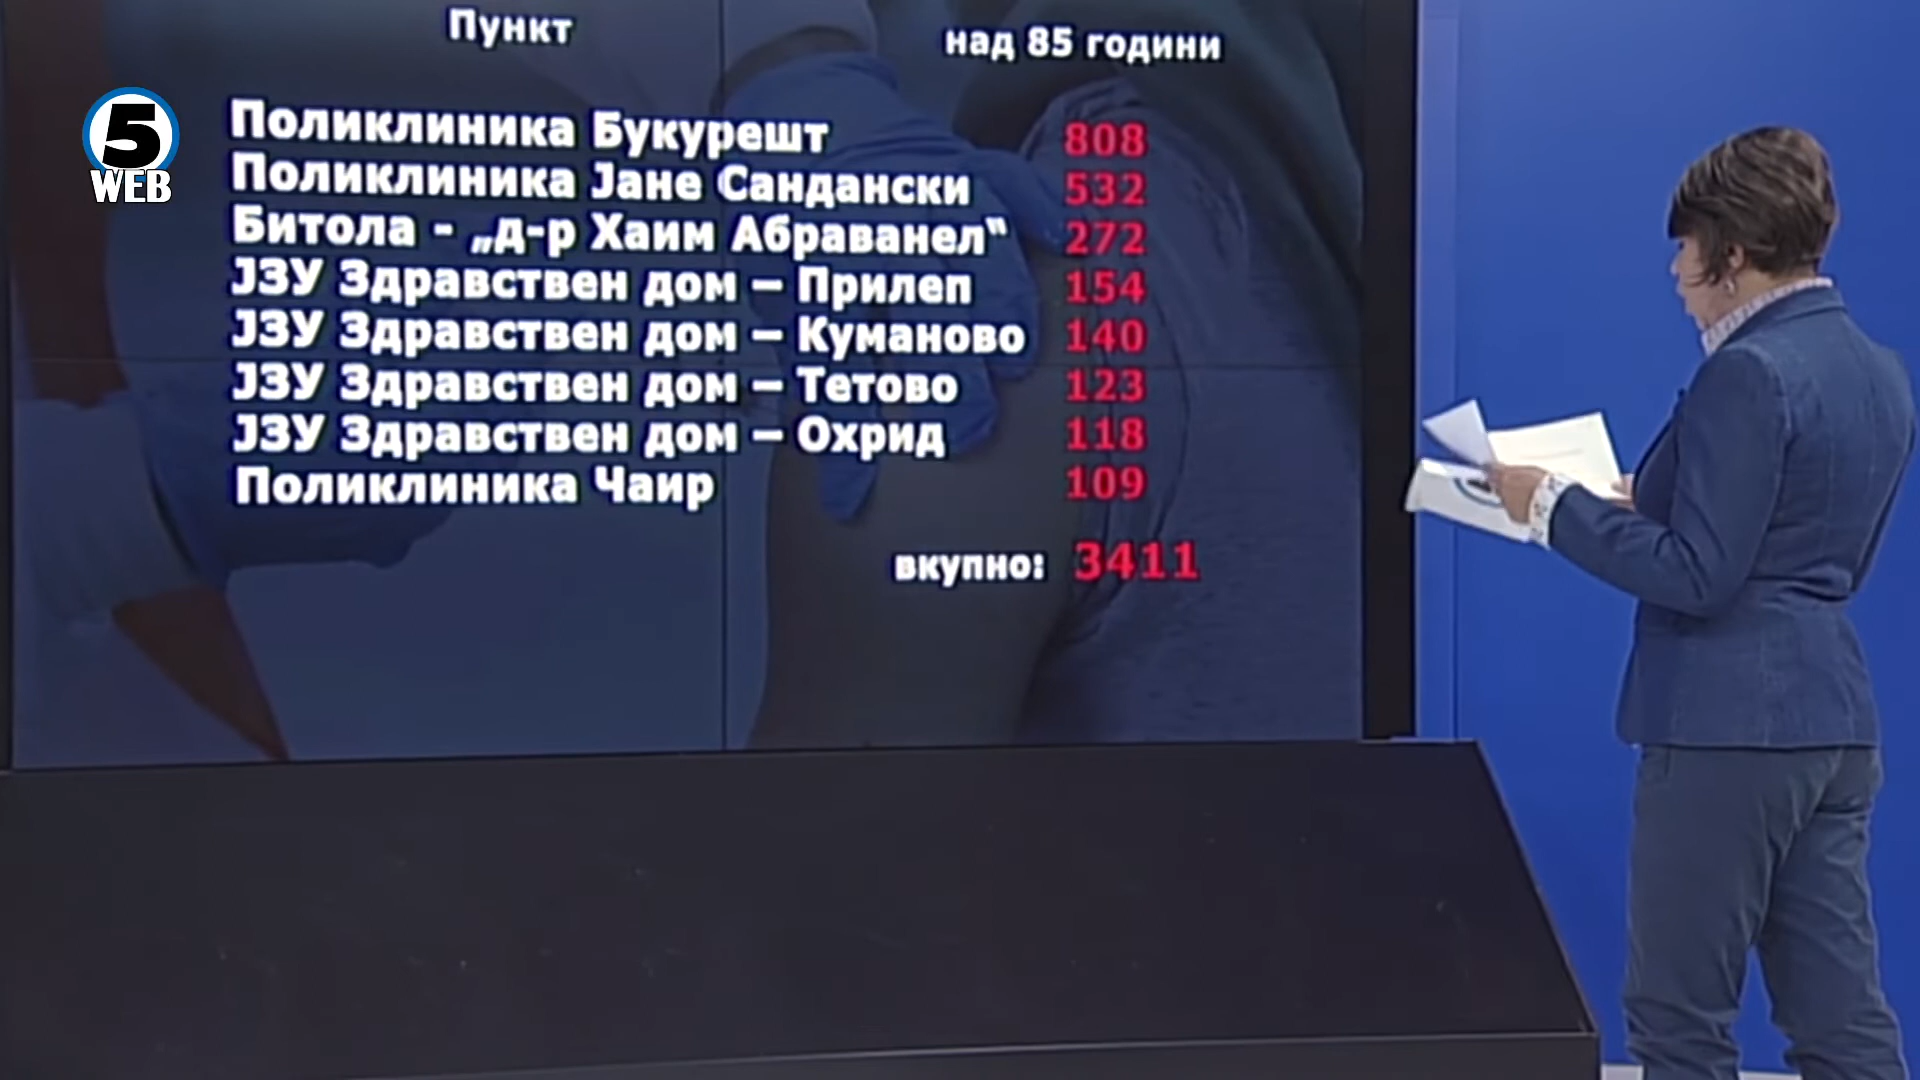 Пункт
над 85 години
5
WEB
Поликлиника Букурешт 808
Поликлиника Јане Сандански 532
Битола - „д-р Хаим Абраванел“ 272
ЈЗУ Здравствен дом – Прилеп 154
ЈЗУ Здравствен дом – Куманово 140
ЈЗУ Здравствен дом – Тетово 123
ЈЗУ Здравствен дом – Охрид 118
Поликлиника Чаир 109
вкупно: 3411